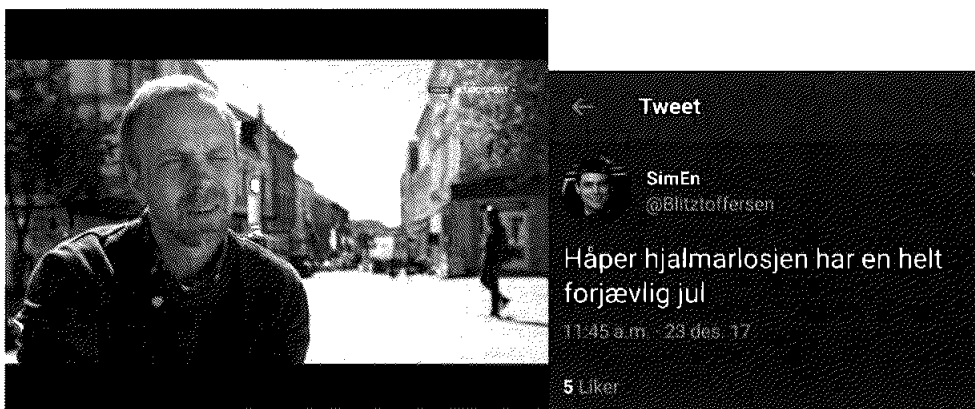 Tweet
SimEn
@Blitztoffersen
Håper hjalmarlosjen har en helt
forjævlig jul
11:45 a.m. 23 des. 17
5 Liker